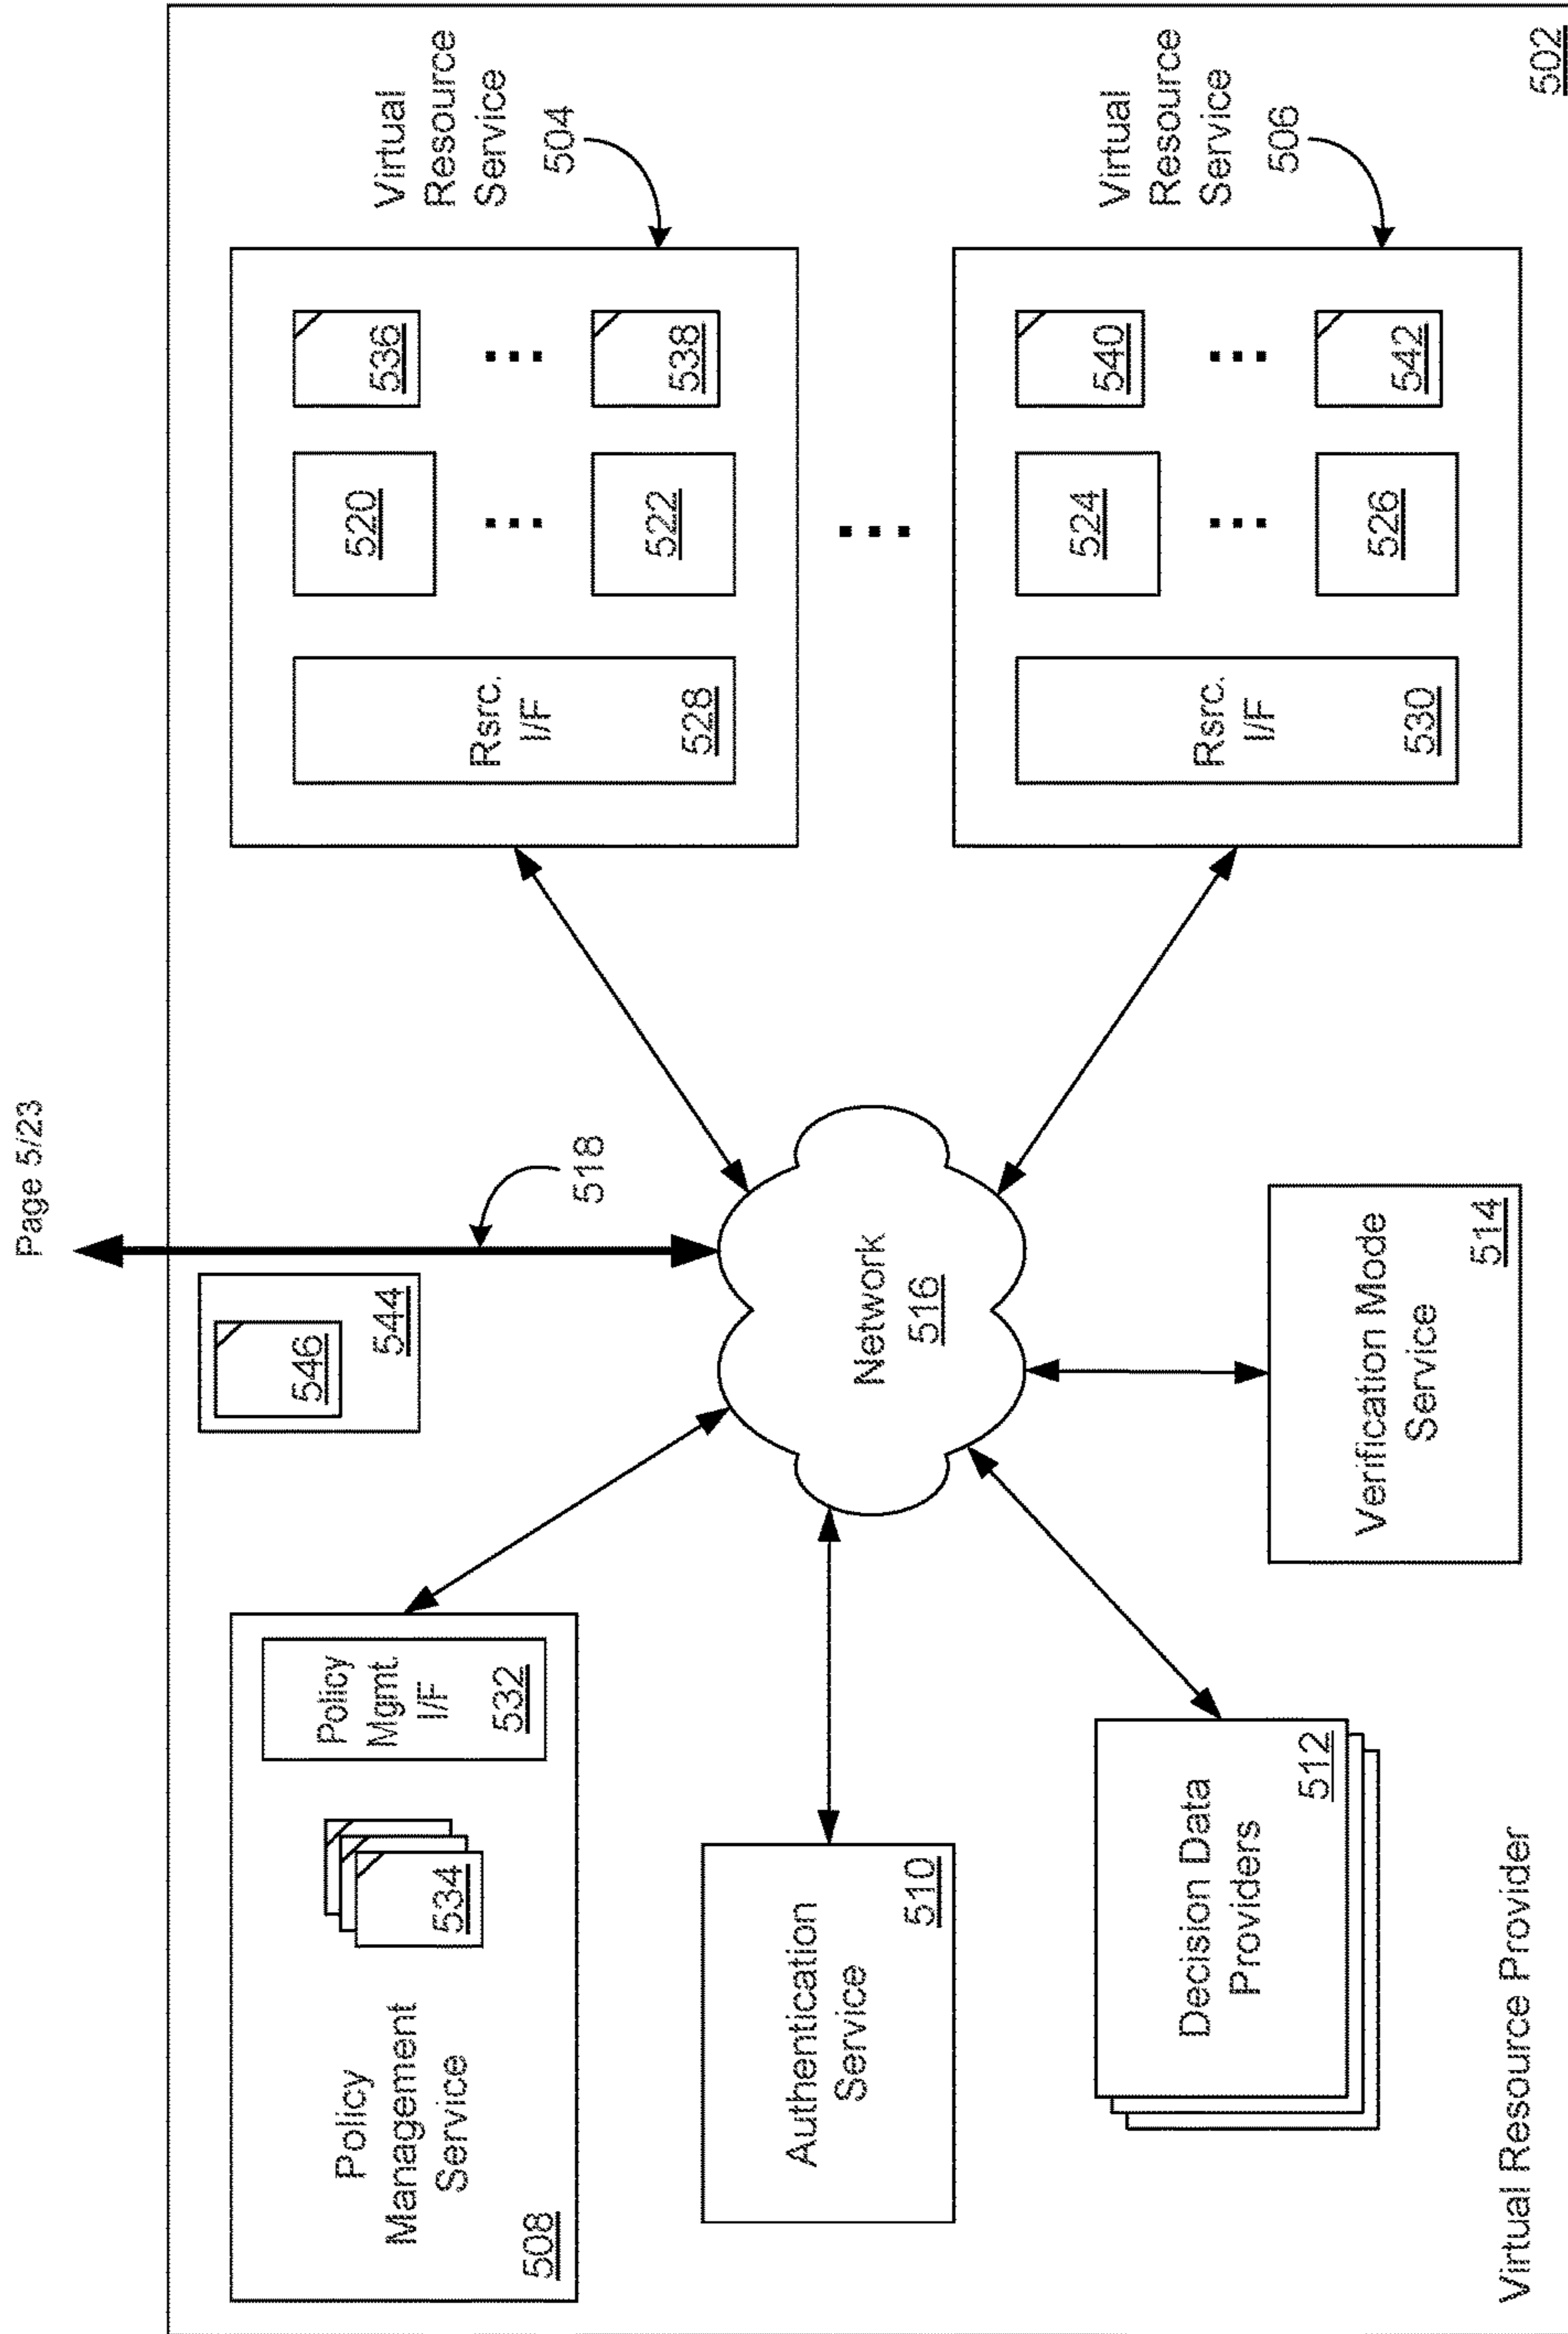 Page 5/23
546
544
518
Policy
Management
Service
508
534
Policy
Mgmt.
I/F
532
Authentication
Service
510
Decision Data
Providers
512
Verification Mode
Service
514
Network
516
Rsrc.
I/F
528
520
...
522
536
...
538
Virtual
Resource
Service
504
...
Rsrc.
I/F
530
524
...
526
540
...
542
Virtual
Resource
Service
506
Virtual Resource Provider
502